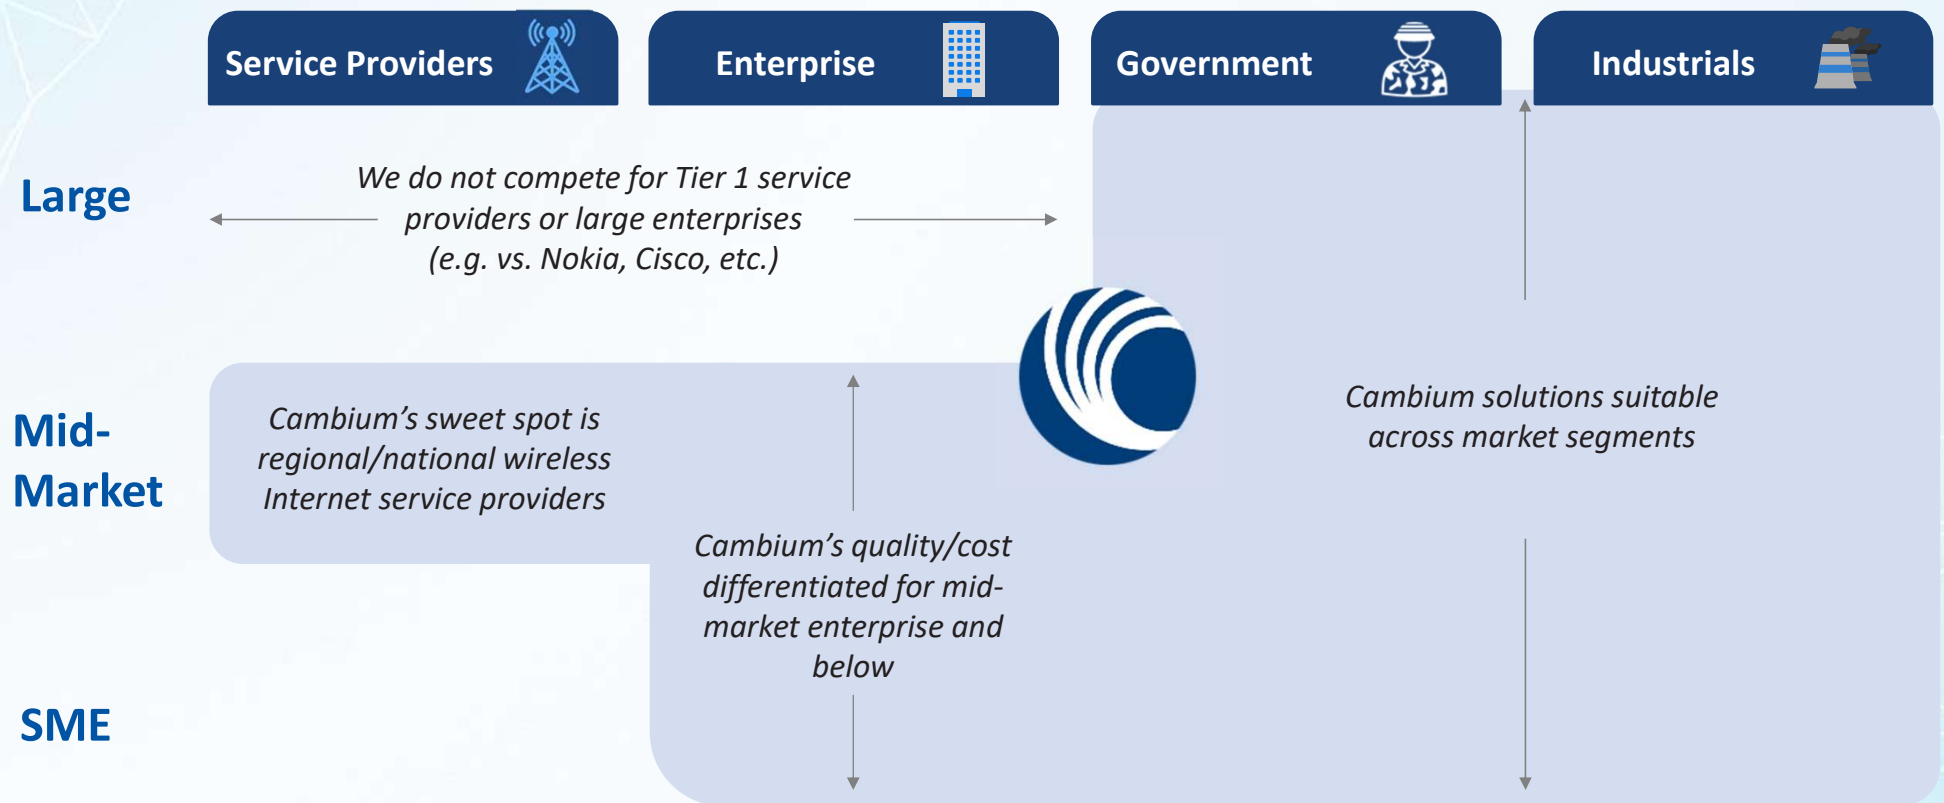 Service Providers
Enterprise
Government
Industrials
Large
We do not compete for Tier 1 service
providers or large enterprises
(e.g. vs. Nokia, Cisco, etc.)
Mid-
Market
Cambium’s sweet spot is
regional/national wireless
Internet service providers
Cambium’s quality/cost
differentiated for mid-
market enterprise and
below
Cambium solutions suitable
across market segments
SME